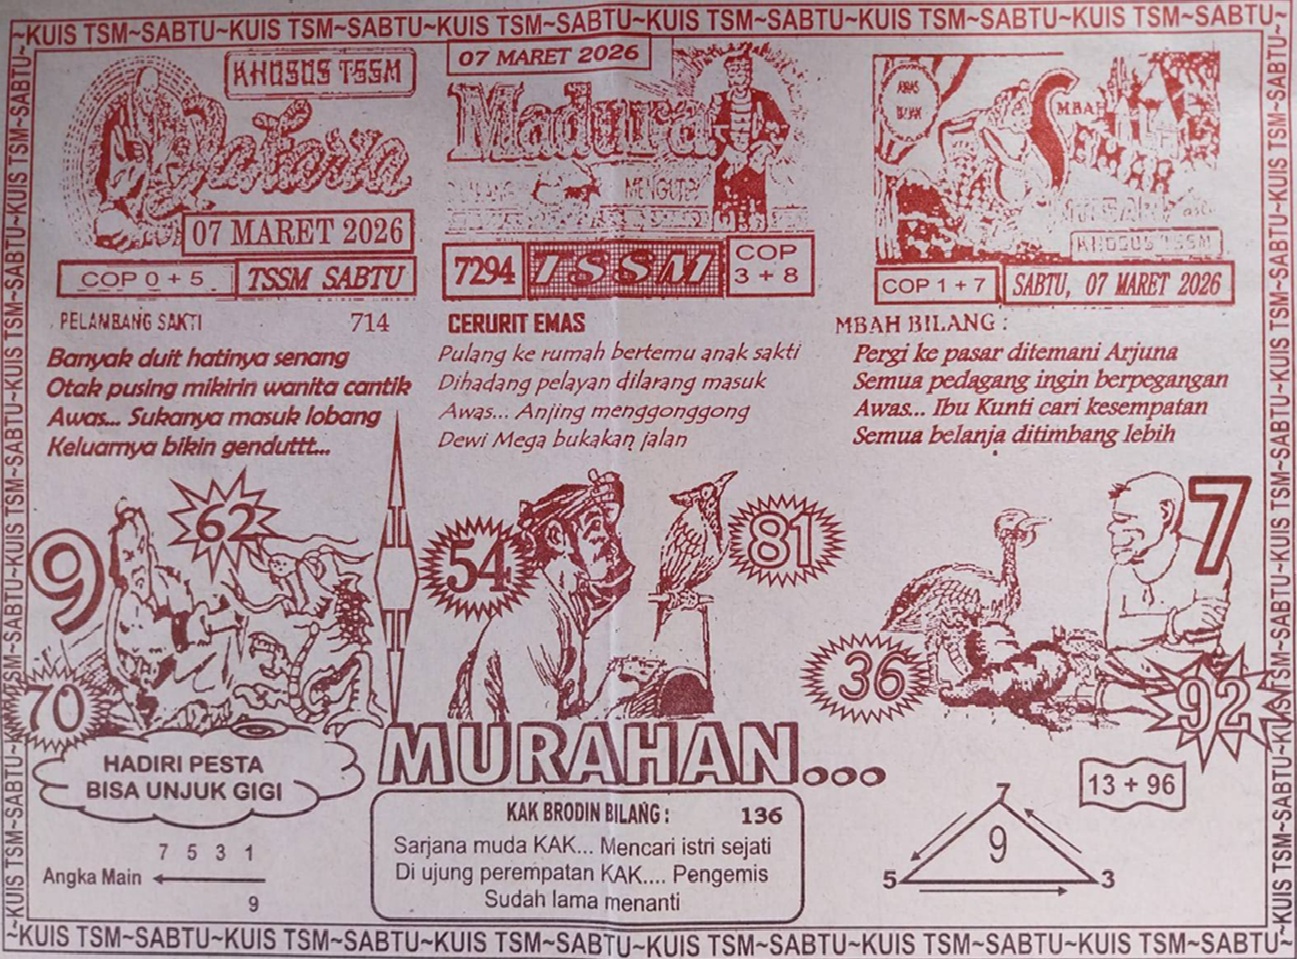 ~KUIS TSM~SABTU~KUIS TSM~SABTU~KUIS TSM~SABTU~KUIS TSM~SABTU~KUIS TSM~SABTU~KUIS TSM~SABTU~
KHUSUS TSSM
07 MARET 2026
COP 0 + 5
TSSM SABTU
PELAMBANG SAKTI 714
Banyak duit hatinya senang
Otak pusing mikirin wanita cantik
Awas... Sukanya masuk lobang
Keluarnya bikin genduttt...
9
62
70
HADIRI PESTA
BISA UNJUK GIGI
7 5 3 1
Angka Main
9
07 MARET 2026
Madura
7294
TSSM
COP
3 + 8
CERURIT EMAS
Pulang ke rumah bertemu anak sakti
Dihadang pelayan dilarang masuk
Awas... Anjing menggonggong
Dewi Mega bukakan jalan
54
81
MURAHAN...
KAK BRODIN BILANG : 136
Sarjana muda KAK... Mencari istri sejati
Di ujung perempatan KAK.... Pengemis
Sudah lama menanti
MBAH
KHUSUS TSSM
COP 1 + 7
SABTU, 07 MARET 2026
MBAH BILANG :
Pergi ke pasar ditemani Arjuna
Semua pedagang ingin berpegangan
Awas... Ibu Kunti cari kesempatan
Semua belanja ditimbang lebih
7
36
92
13 + 96
7
9
5
3
~KUIS TSM~SABTU~KUIS TSM~SABTU~KUIS TSM~SABTU~KUIS TSM~SABTU~KUIS TSM~SABTU~KUIS TSM~SABTU~